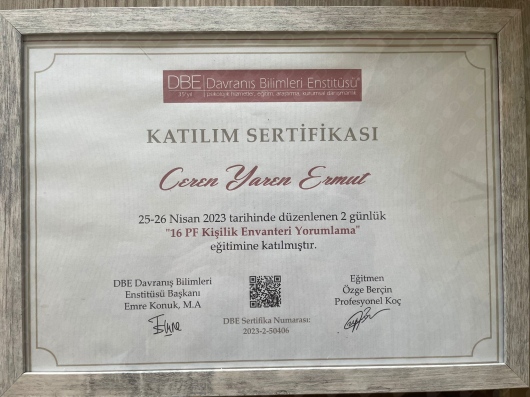 DBE Davranış Bilimleri Enstitüsü
KATILIM SERTİFİKASI
Ceren Yaren Ermut
25-26 Nisan 2023 tarihinde düzenlenen 2 günlük
"16 PF Kişilik Envanteri Yorumlama"
eğitimine katılmıştır.
DBE Davranış Bilimleri
Enstitüsü Başkanı
Emre Konuk, M.A
DBE Sertifika Numarası:
2023-2-50406
Eğitmen
Özge Berçin
Profesyonel Koç